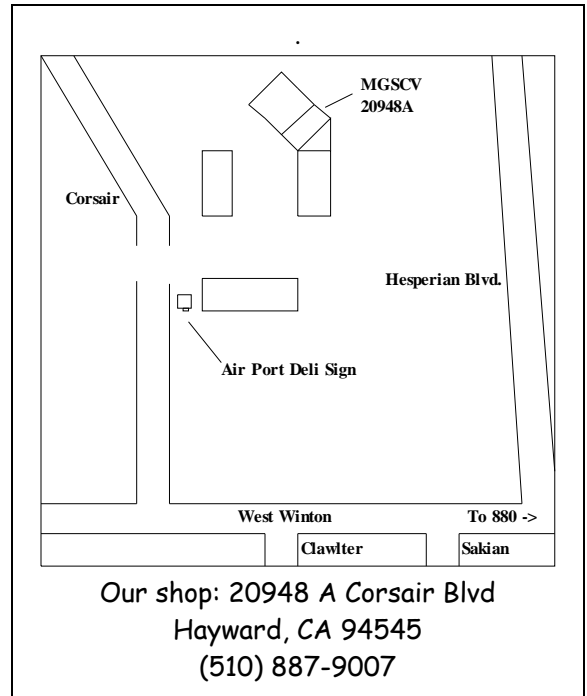 MGSCV
20948A
Corsair
Hesperian Blvd.
Air Port Deli Sign
West Winton
To 880 ->
Clawlter
Sakian
Our shop: 20948 A Corsair Blvd
Hayward, CA 94545
(510) 887-9007